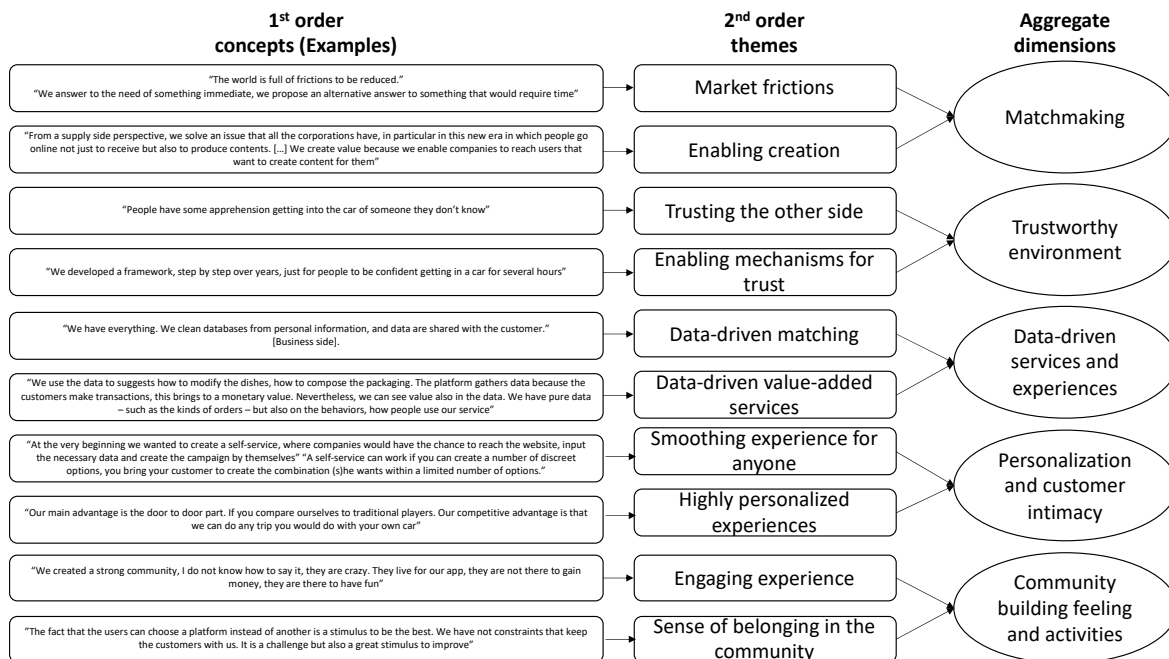 1st order
concepts (Examples)
2nd order
themes
Aggregate
dimensions
“The world is full of frictions to be reduced.”
“We answer to the need of something immediate, we propose an alternative answer to something that would require time”
Market frictions
Matchmaking
“From a supply side perspective, we solve an issue that all the corporations have, in particular in this new era in which people go
online not just to receive but also to produce contents. […] We create value because we enable companies to reach users that
want to create content for them”
Enabling creation
“People have some apprehension getting into the car of someone they don’t know”
Trusting the other side
Trustworthy
environment
“We developed a framework, step by step over years, just for people to be confident getting in a car for several hours”
Enabling mechanisms for
trust
“We have everything. We clean databases from personal information, and data are shared with the customer.”
[Business side].
Data-driven matching
Data-driven
services and
experiences
“We use the data to suggests how to modify the dishes, how to compose the packaging. The platform gathers data because the
customers make transactions, this brings to a monetary value. Nevertheless, we can see value also in the data. We have pure data
– such as the kinds of orders – but also on the behaviors, how people use our service”
Data-driven value-added
services
“At the very beginning we wanted to create a self-service, where companies would have the chance to reach the website, input
the necessary data and create the campaign by themselves” “A self-service can work if you can create a number of discreet
options, you bring your customer to create the combination (s)he wants within a limited number of options.”
Smoothing experience for
anyone
Personalization
and customer
intimacy
“Our main advantage is the door to door part. If you compare ourselves to traditional players. Our competitive advantage is that
we can do any trip you would do with your own car”
Highly personalized
experiences
“We created a strong community, I do not know how to say it, they are crazy. They live for our app, they are not there to gain
money, they are there to have fun”
Engaging experience
Community
building feeling
and activities
“The fact that the users can choose a platform instead of another is a stimulus to be the best. We have not constraints that keep
the customers with us. It is a challenge but also a great stimulus to improve”
Sense of belonging in the
community